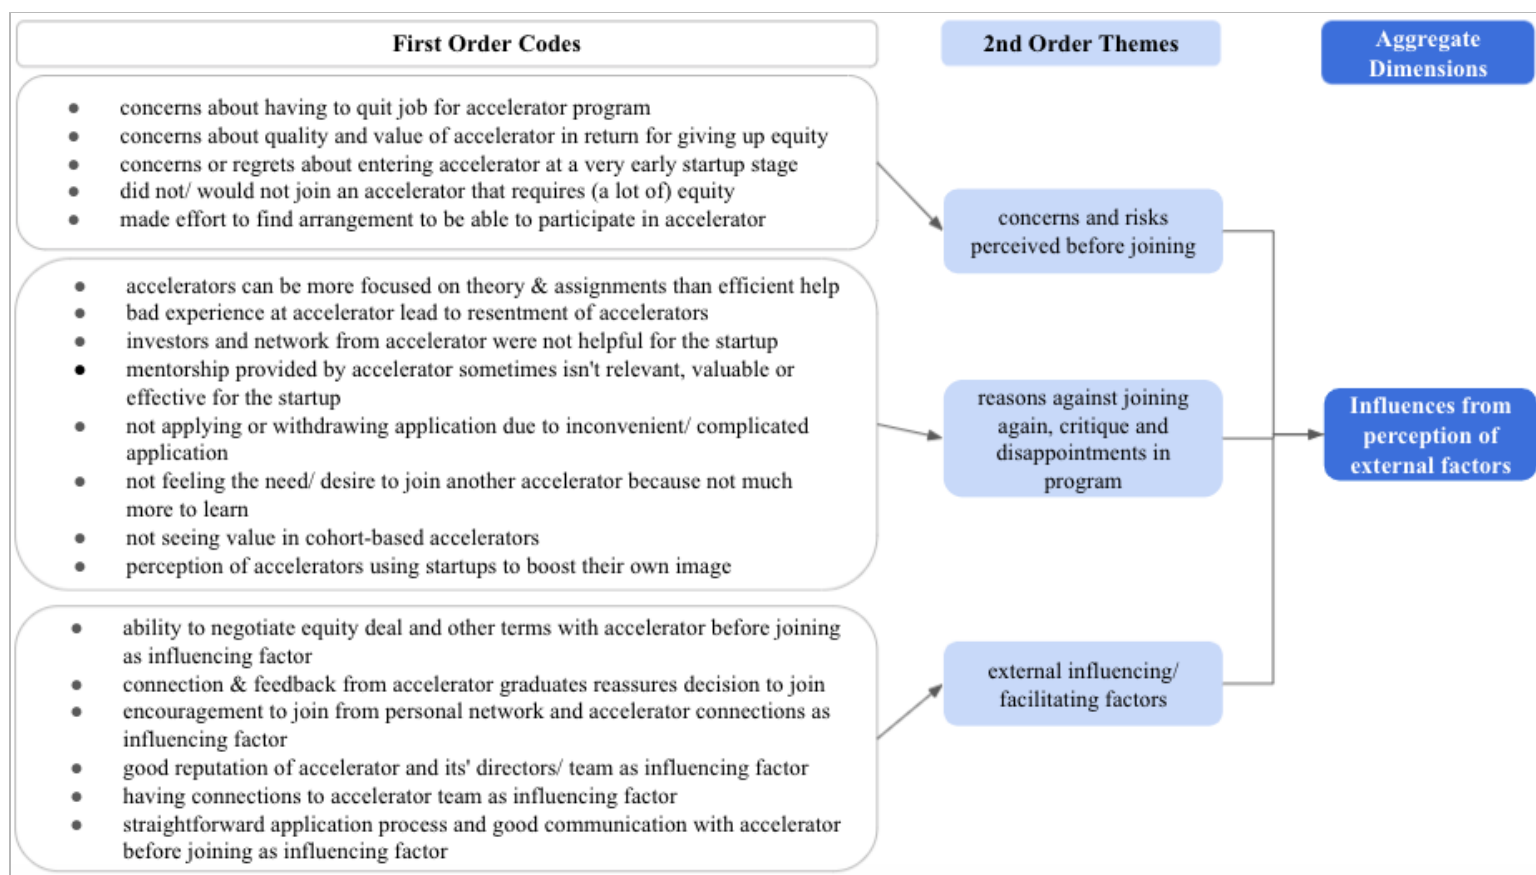 First Order Codes
2nd Order Themes
Aggregate
Dimensions
● concerns about having to quit job for accelerator program
● concerns about quality and value of accelerator in return for giving up equity
● concerns or regrets about entering accelerator at a very early startup stage
● did not/ would not join an accelerator that requires (a lot of) equity
● made effort to find arrangement to be able to participate in accelerator
concerns and risks
perceived before joining
● accelerators can be more focused on theory & assignments than efficient help
● bad experience at accelerator lead to resentment of accelerators
● investors and network from accelerator were not helpful for the startup
● mentorship provided by accelerator sometimes isn't relevant, valuable or
effective for the startup
● not applying or withdrawing application due to inconvenient/ complicated
application
● not feeling the need/ desire to join another accelerator because not much
more to learn
● not seeing value in cohort-based accelerators
● perception of accelerators using startups to boost their own image
reasons against joining
again, critique and
disappointments in
program
Influences from
perception of
external factors
● ability to negotiate equity deal and other terms with accelerator before joining
as influencing factor
● connection & feedback from accelerator graduates reassures decision to join
● encouragement to join from personal network and accelerator connections as
influencing factor
● good reputation of accelerator and its' directors/ team as influencing factor
● having connections to accelerator team as influencing factor
● straightforward application process and good communication with accelerator
before joining as influencing factor
external influencing/
facilitating factors